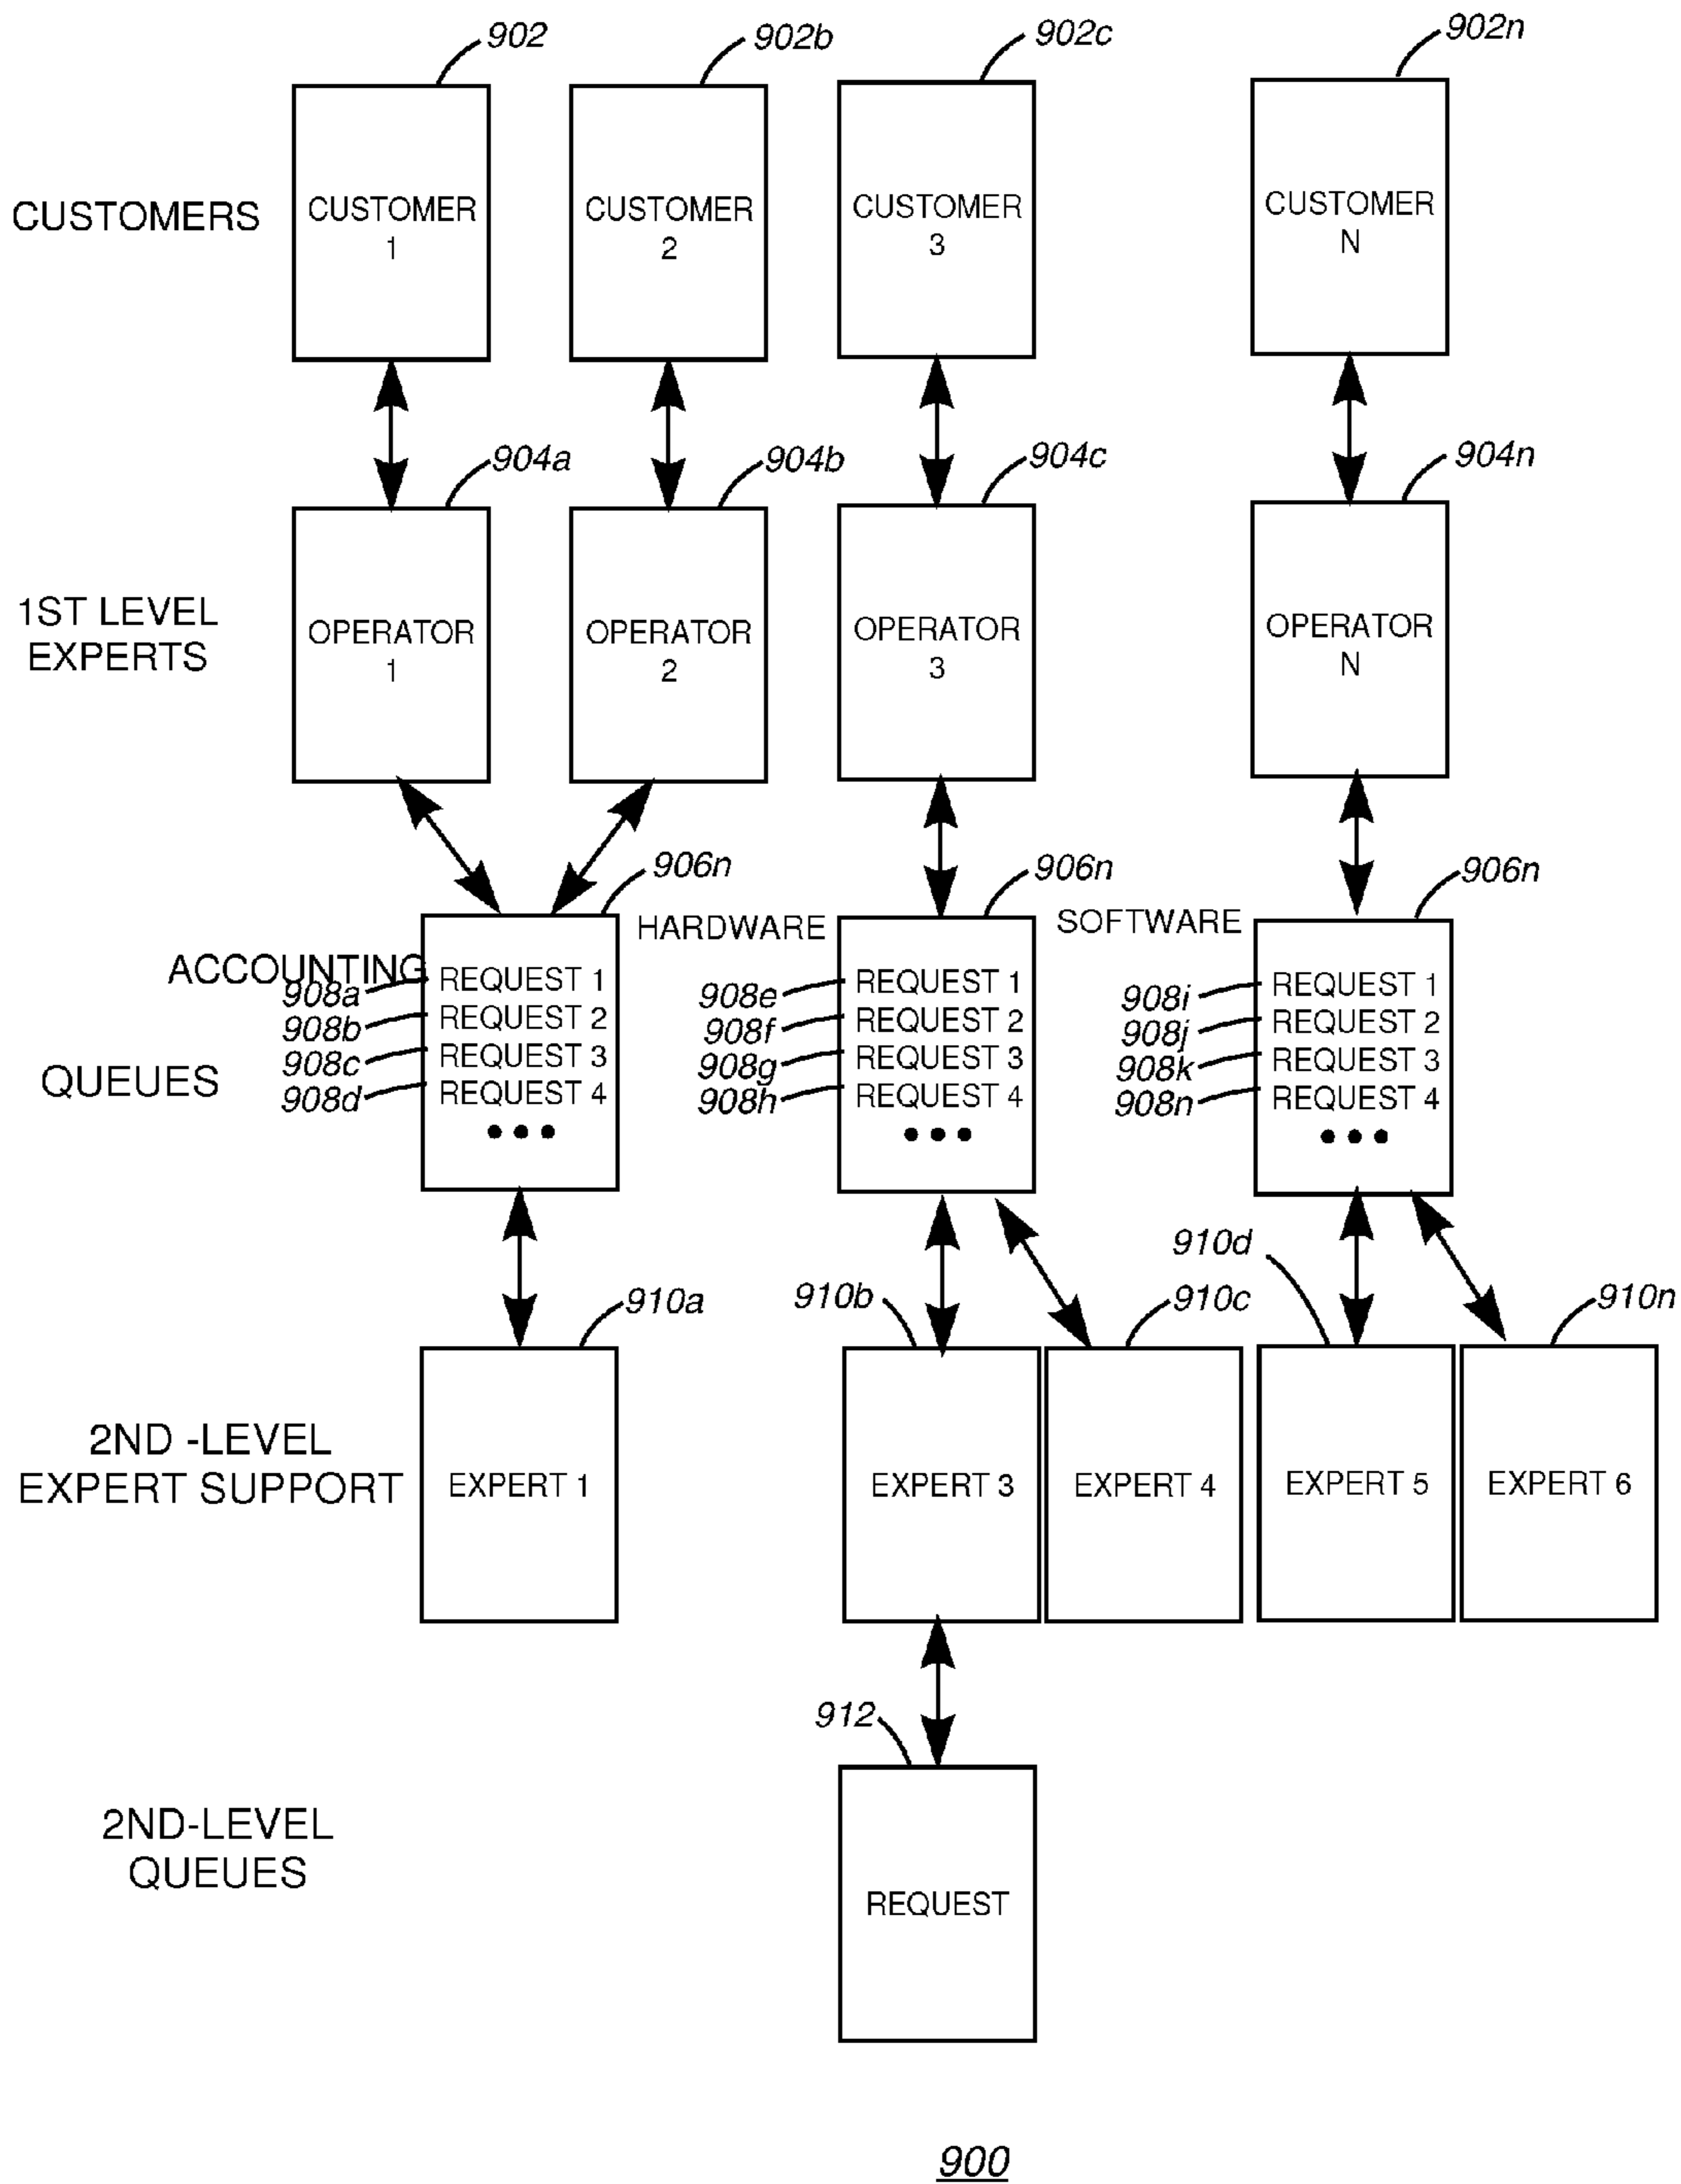 902
902b
902c
902n
CUSTOMERS
CUSTOMER
1
CUSTOMER
2
CUSTOMER
3
CUSTOMER
N
904a
904b
904c
904n
1ST LEVEL
EXPERTS
OPERATOR
1
OPERATOR
2
OPERATOR
3
OPERATOR
N
906n
906n
906n
ACCOUNTING
HARDWARE
SOFTWARE
QUEUES
908a
908b
908c
908d
REQUEST 1
REQUEST 2
REQUEST 3
REQUEST 4
•••
908e
908f
908g
908h
REQUEST 1
REQUEST 2
REQUEST 3
REQUEST 4
•••
908i
908j
908k
908n
REQUEST 1
REQUEST 2
REQUEST 3
REQUEST 4
•••
910a
910b
910c
910d
910n
2ND -LEVEL
EXPERT SUPPORT
EXPERT 1
EXPERT 3
EXPERT 4
EXPERT 5
EXPERT 6
912
2ND-LEVEL
QUEUES
REQUEST
900